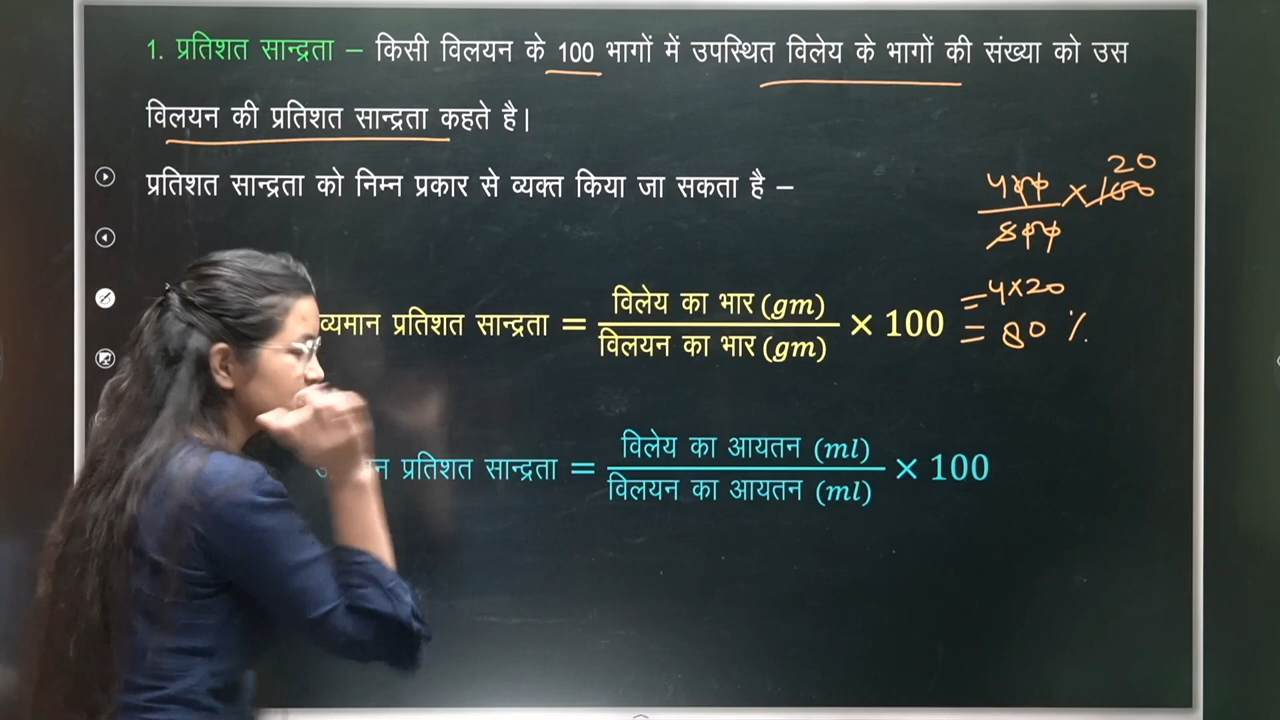 1. प्रतिशत सान्द्रता – किसी विलयन के 100 भागों में उपस्थित विलेय के भागों की संख्या को उस
विलयन की प्रतिशत सान्द्रता कहते है।
प्रतिशत सान्द्रता को निम्न प्रकार से व्यक्त किया जा सकता है –
20
400 × 100
500
= 4×20
= 80 %
प्रतिशत सान्द्रता = विलेय का भार (gm) / विलयन का भार (gm) × 100
प्रतिशत सान्द्रता = विलेय का आयतन (ml) / विलयन का आयतन (ml) × 100